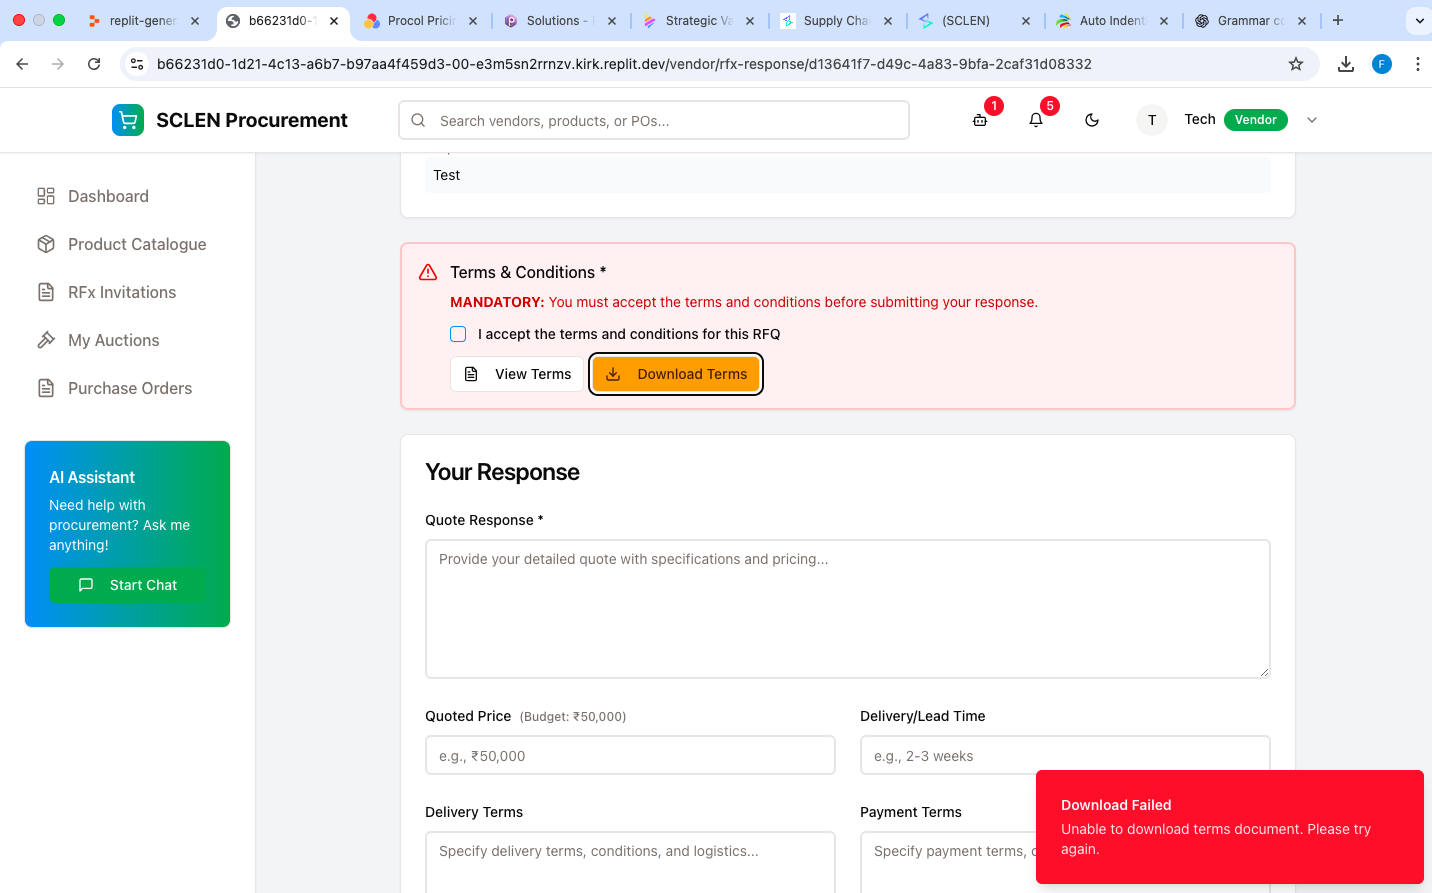 replit-gener
b66231d0-1
Procol Pricin
Solutions -
Strategic Va
Supply Chai
(SCLEN)
Auto Indent
Grammar co
b66231d0-1d21-4c13-a6b7-b97aa4f459d3-00-e3m5sn2rrnzv.kirk.replit.dev/vendor/rfx-response/d13641f7-d49c-4a83-9bfa-2caf31d08332
F
SCLEN Procurement
Search vendors, products, or POs...
1
5
T
Tech
Vendor
Dashboard
Product Catalogue
RFx Invitations
My Auctions
Purchase Orders
AI Assistant
Need help with
procurement? Ask me
anything!
Start Chat
Test
Terms & Conditions *
MANDATORY: You must accept the terms and conditions before submitting your response.
I accept the terms and conditions for this RFQ
View Terms
Download Terms
Your Response
Quote Response *
Provide your detailed quote with specifications and pricing...
Quoted Price (Budget: ₹50,000)
e.g., ₹50,000
Delivery/Lead Time
e.g., 2-3 weeks
Delivery Terms
Specify delivery terms, conditions, and logistics...
Payment Terms
Specify payment terms,
Download Failed
Unable to download terms document. Please try
again.